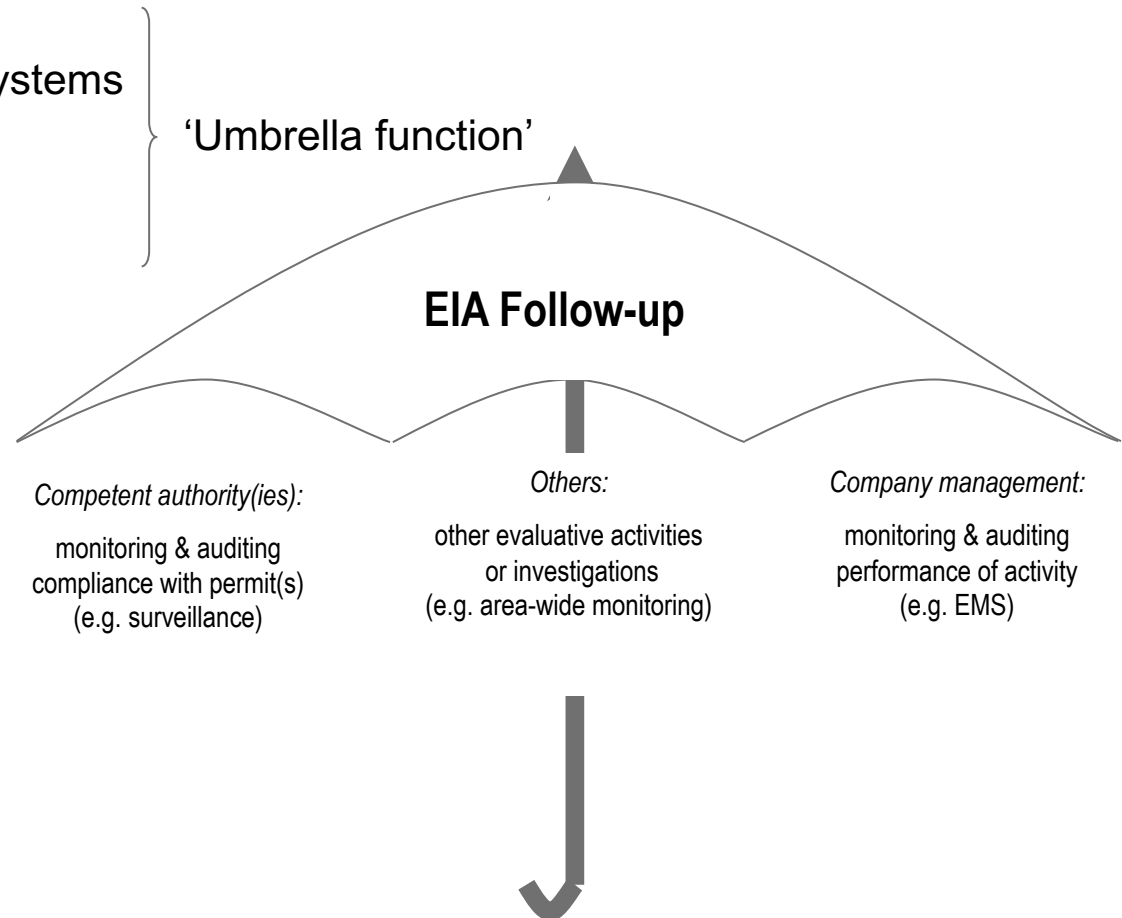 ystems
‘Umbrella function’
EIA Follow-up
Competent authority(ies):
monitoring & auditing
compliance with permit(s)
(e.g. surveillance)
Others:
other evaluative activities
or investigations
(e.g. area-wide monitoring)
Company management:
monitoring & auditing
performance of activity
(e.g. EMS)